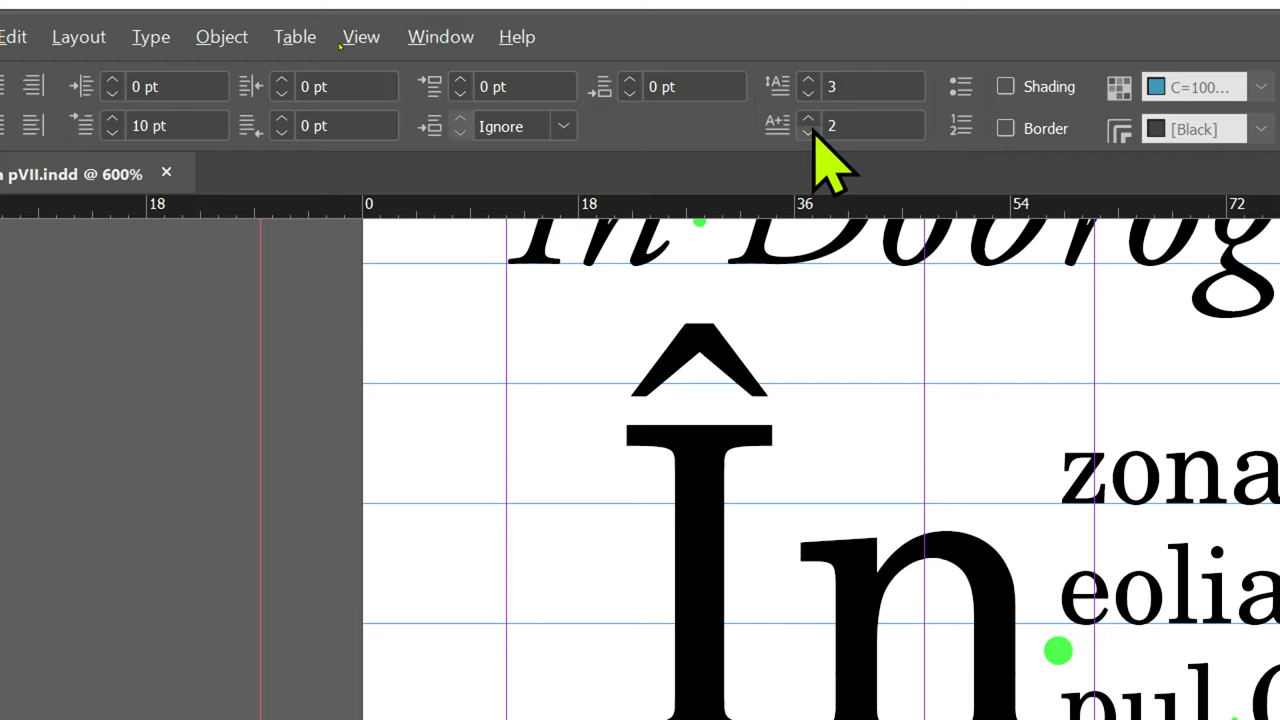 Edit Layout Type Object Table View Window Help
0 pt 0 pt 0 pt 0 pt 3 Shading C=100...
10 pt 0 pt Ignore 2 Border [Black]
pVII.indd @ 600% ×
18 0 18 36 54 72
În
zona
eolia